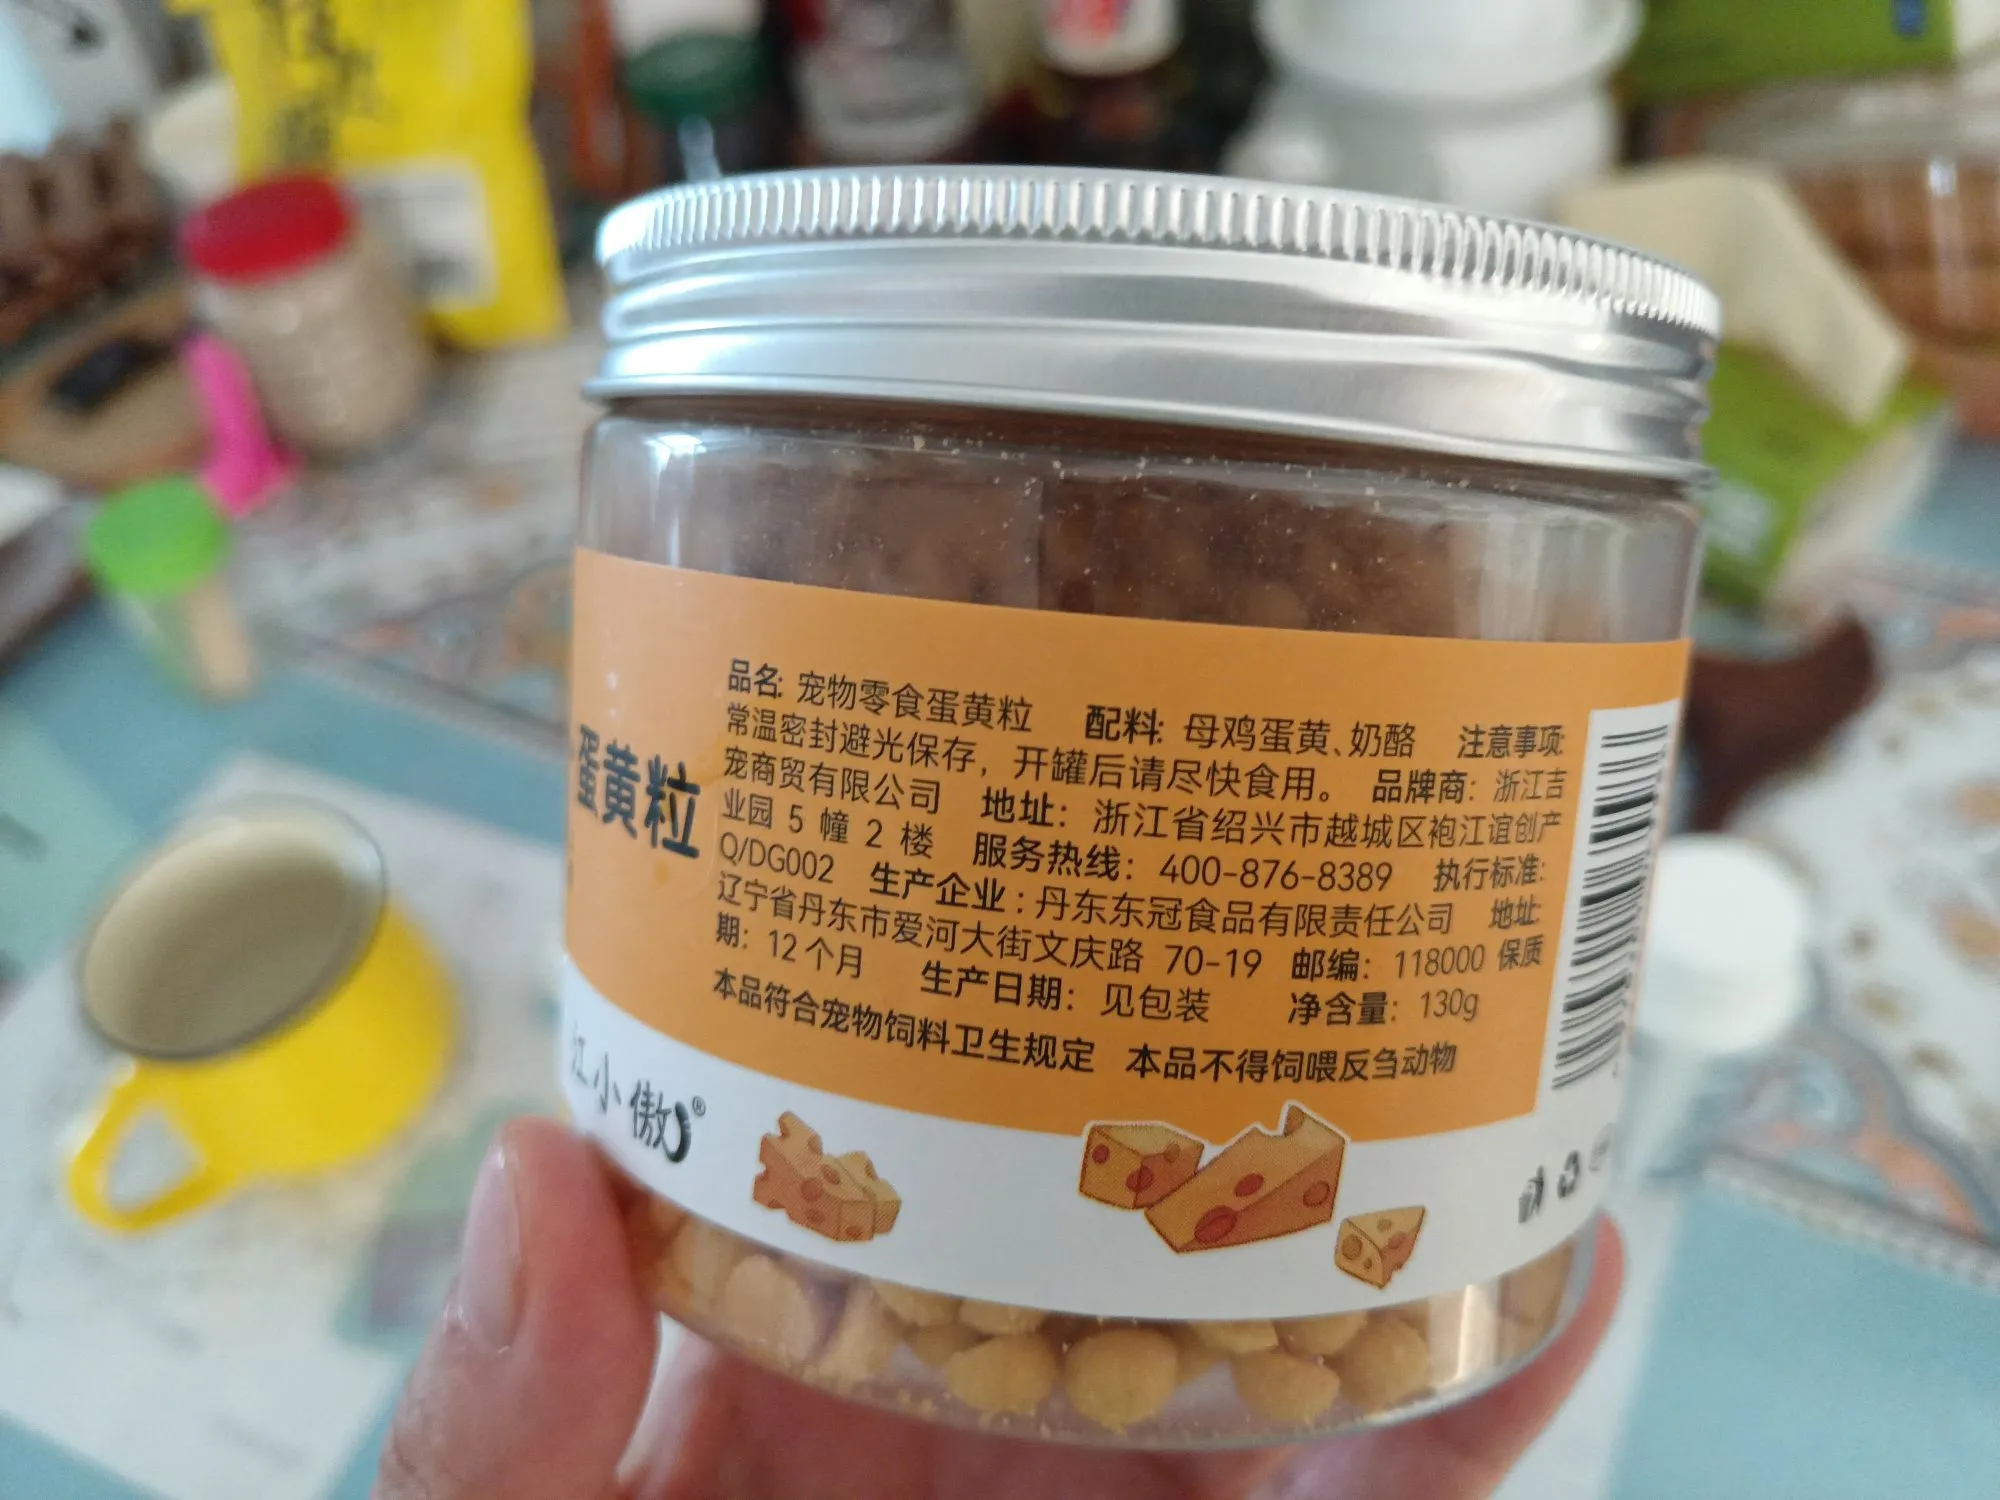 蛋黄粒
品名: 宠物零食蛋黄粒 配料: 母鸡蛋黄、奶酪 注意事项:
常温密封避光保存，开罐后请尽快食用。 品牌商: 浙江吉
宠商贸有限公司 地址: 浙江省绍兴市越城区袍江谊创产
业园 5 幢 2 楼 服务热线: 400-876-8389 执行标准:
Q/DG002 生产企业: 丹东东冠食品有限责任公司 地址:
辽宁省丹东市爱河大街文庆路 70-19 邮编: 118000 保质
期: 12个月 生产日期: 见包装 净含量: 130g
本品符合宠物饲料卫生规定 本品不得饲喂反刍动物
江小傲®